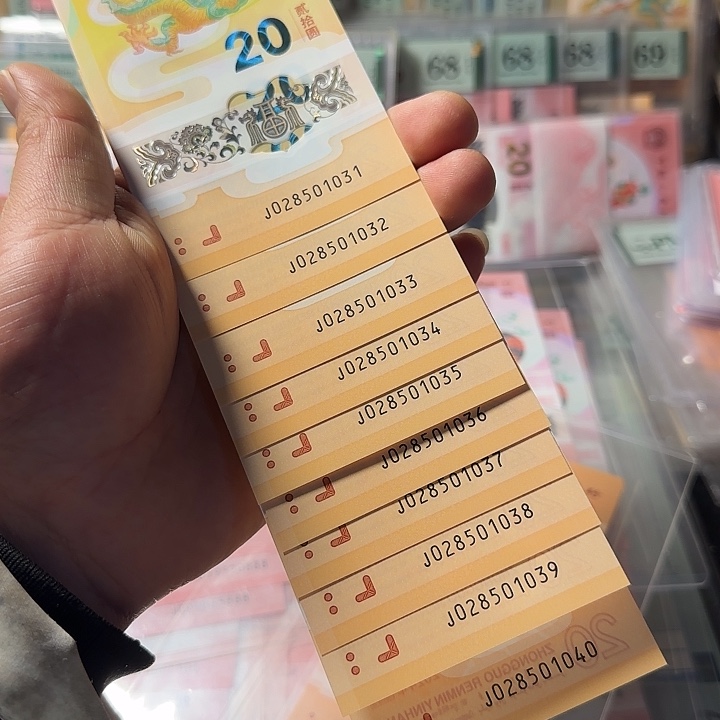 20
贰拾圆
J028501031
J028501032
J028501033
J028501034
J028501035
J028501036
J028501037
J028501038
J028501039
J028501040
20
ZHONGGUO RENMIN YINHANG
68
68
68
69
20